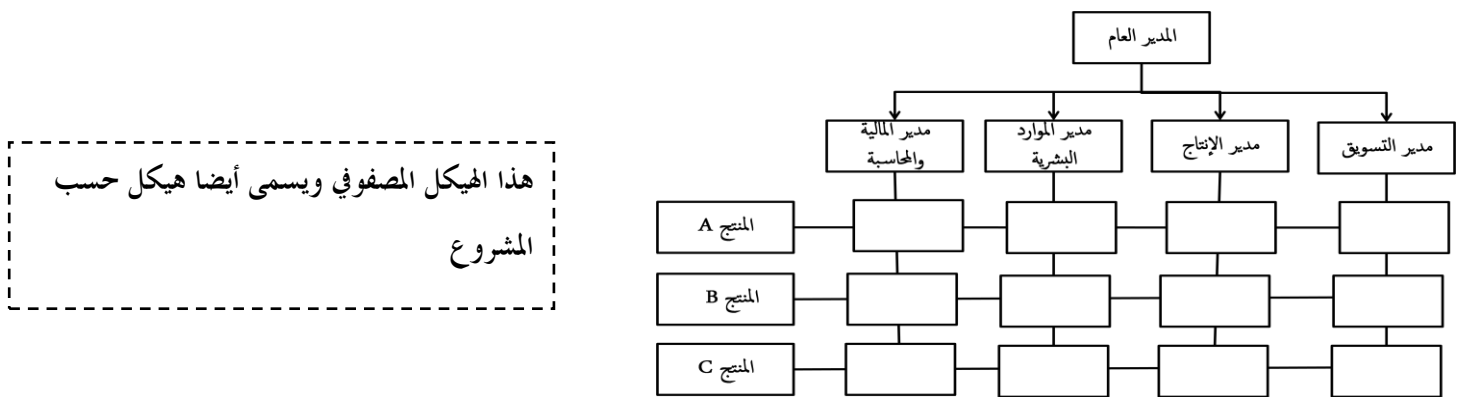 المدير العام
مدير التسويق
مدير الإنتاج
مدير الموارد
البشرية
مدير المالية
والمحاسبة
المنتج A
المنتج B
المنتج C
هذا الهيكل المصفوفي ويسمى أيضا هيكل حسب
المشروع